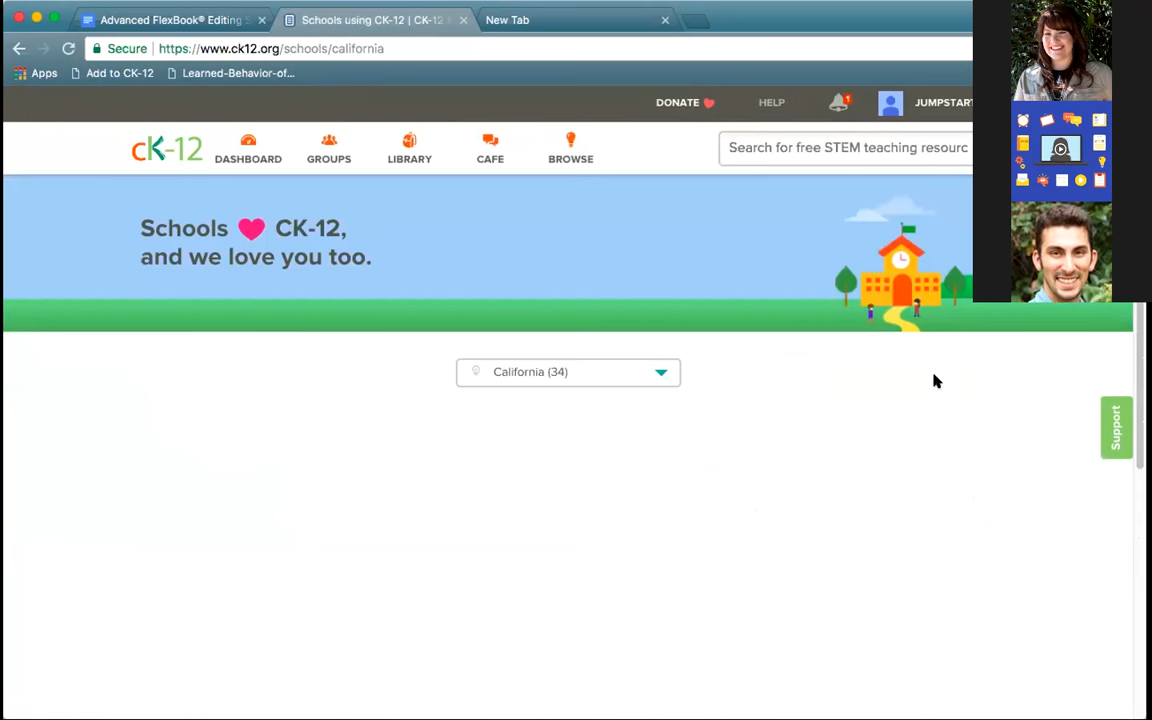 Advanced FlexBook® Editing
Schools using CK-12 | CK-12
New Tab
Secure
https://www.ck12.org/schools/california
Apps
Add to CK-12
Learned-Behavior-of...
DONATE
HELP
1
JUMPSTART
cK-12
DASHBOARD
GROUPS
LIBRARY
CAFE
BROWSE
Search for free STEM teaching resourc
Schools CK-12,
and we love you too.
California (34)
Support